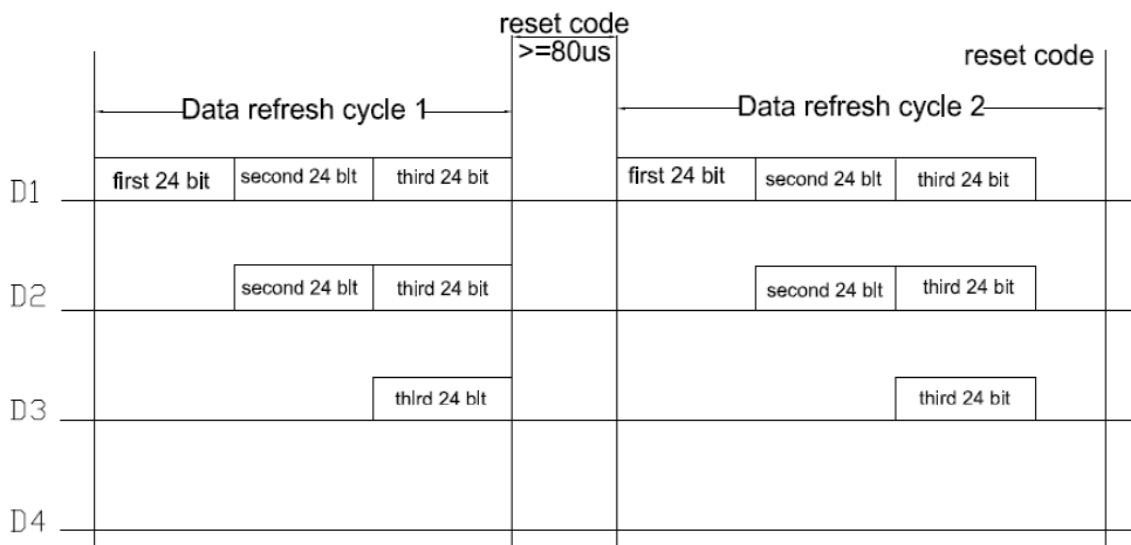 reset code
>=80us
reset code
Data refresh cycle 1
Data refresh cycle 2
D1
first 24 bit
second 24 blt
third 24 bit
first 24 bit
second 24 blt
third 24 bit
D2
second 24 blt
third 24 bit
second 24 blt
third 24 bit
D3
thlrd 24 blt
third 24 bit
D4